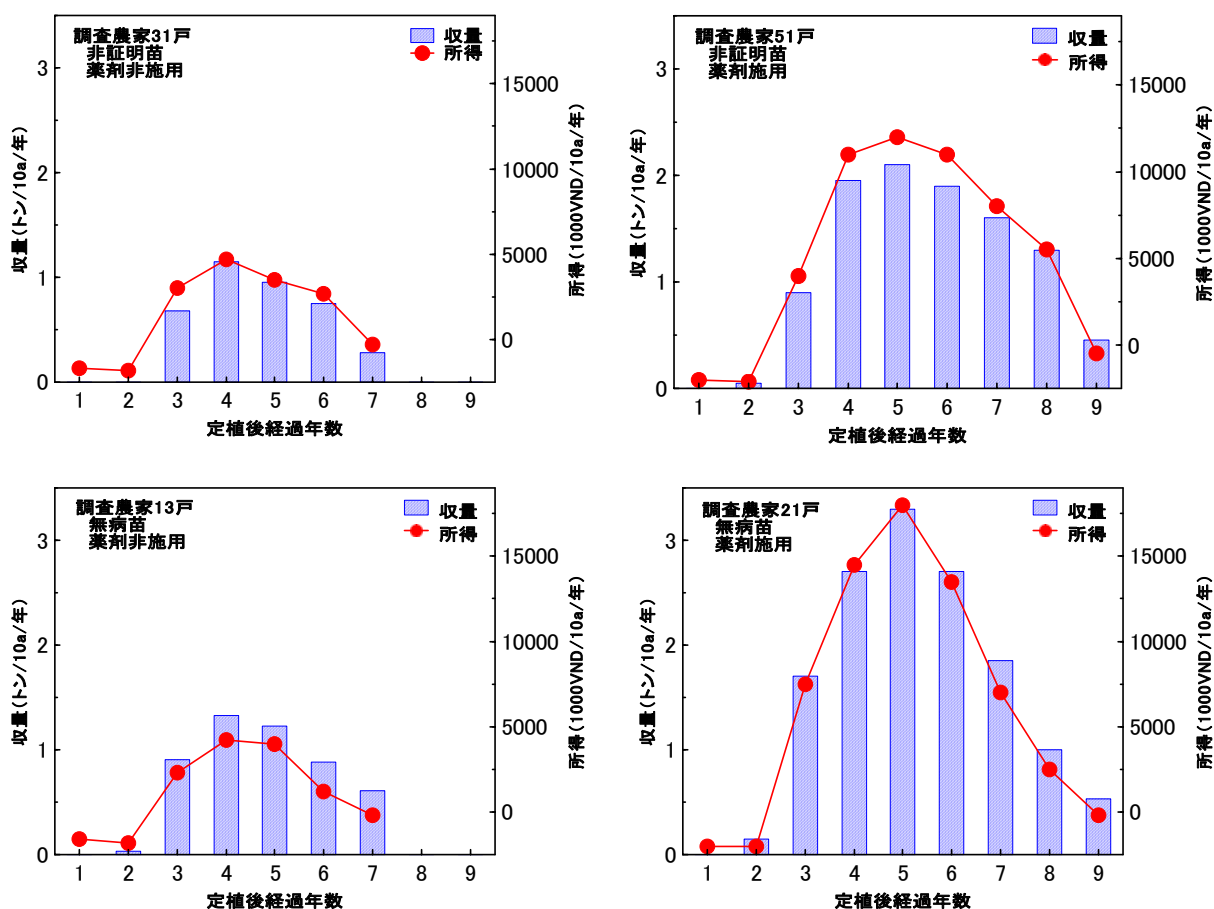 調査農家31戸
非証明苗
薬剤非施用
収量
所得
3
2
1
0
15000
10000
5000
0
収量(トン/10a/年)
所得(1000VND/10a/年)
1 2 3 4 5 6 7 8 9
定植後経過年数
調査農家51戸
非証明苗
薬剤施用
収量
所得
3
2
1
0
15000
10000
5000
0
収量(トン/10a/年)
所得(1000VND/10a/年)
1 2 3 4 5 6 7 8 9
定植後経過年数
調査農家13戸
無病苗
薬剤非施用
収量
所得
3
2
1
0
15000
10000
5000
0
収量(トン/10a/年)
所得(1000VND/10a/年)
1 2 3 4 5 6 7 8 9
定植後経過年数
調査農家21戸
無病苗
薬剤施用
収量
所得
3
2
1
0
15000
10000
5000
0
収量(トン/10a/年)
所得(1000VND/10a/年)
1 2 3 4 5 6 7 8 9
定植後経過年数